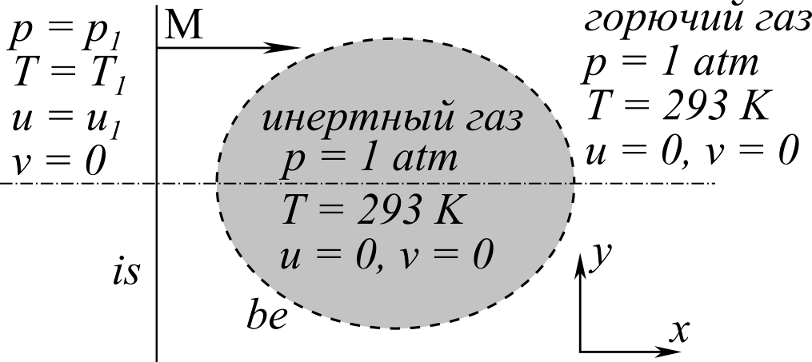 p = p₁
T = T₁
u = u₁
v = 0
M
is
инертный газ
p = 1 atm
T = 293 K
u = 0, v = 0
be
горючий газ
p = 1 atm
T = 293 K
u = 0, v = 0
y
x